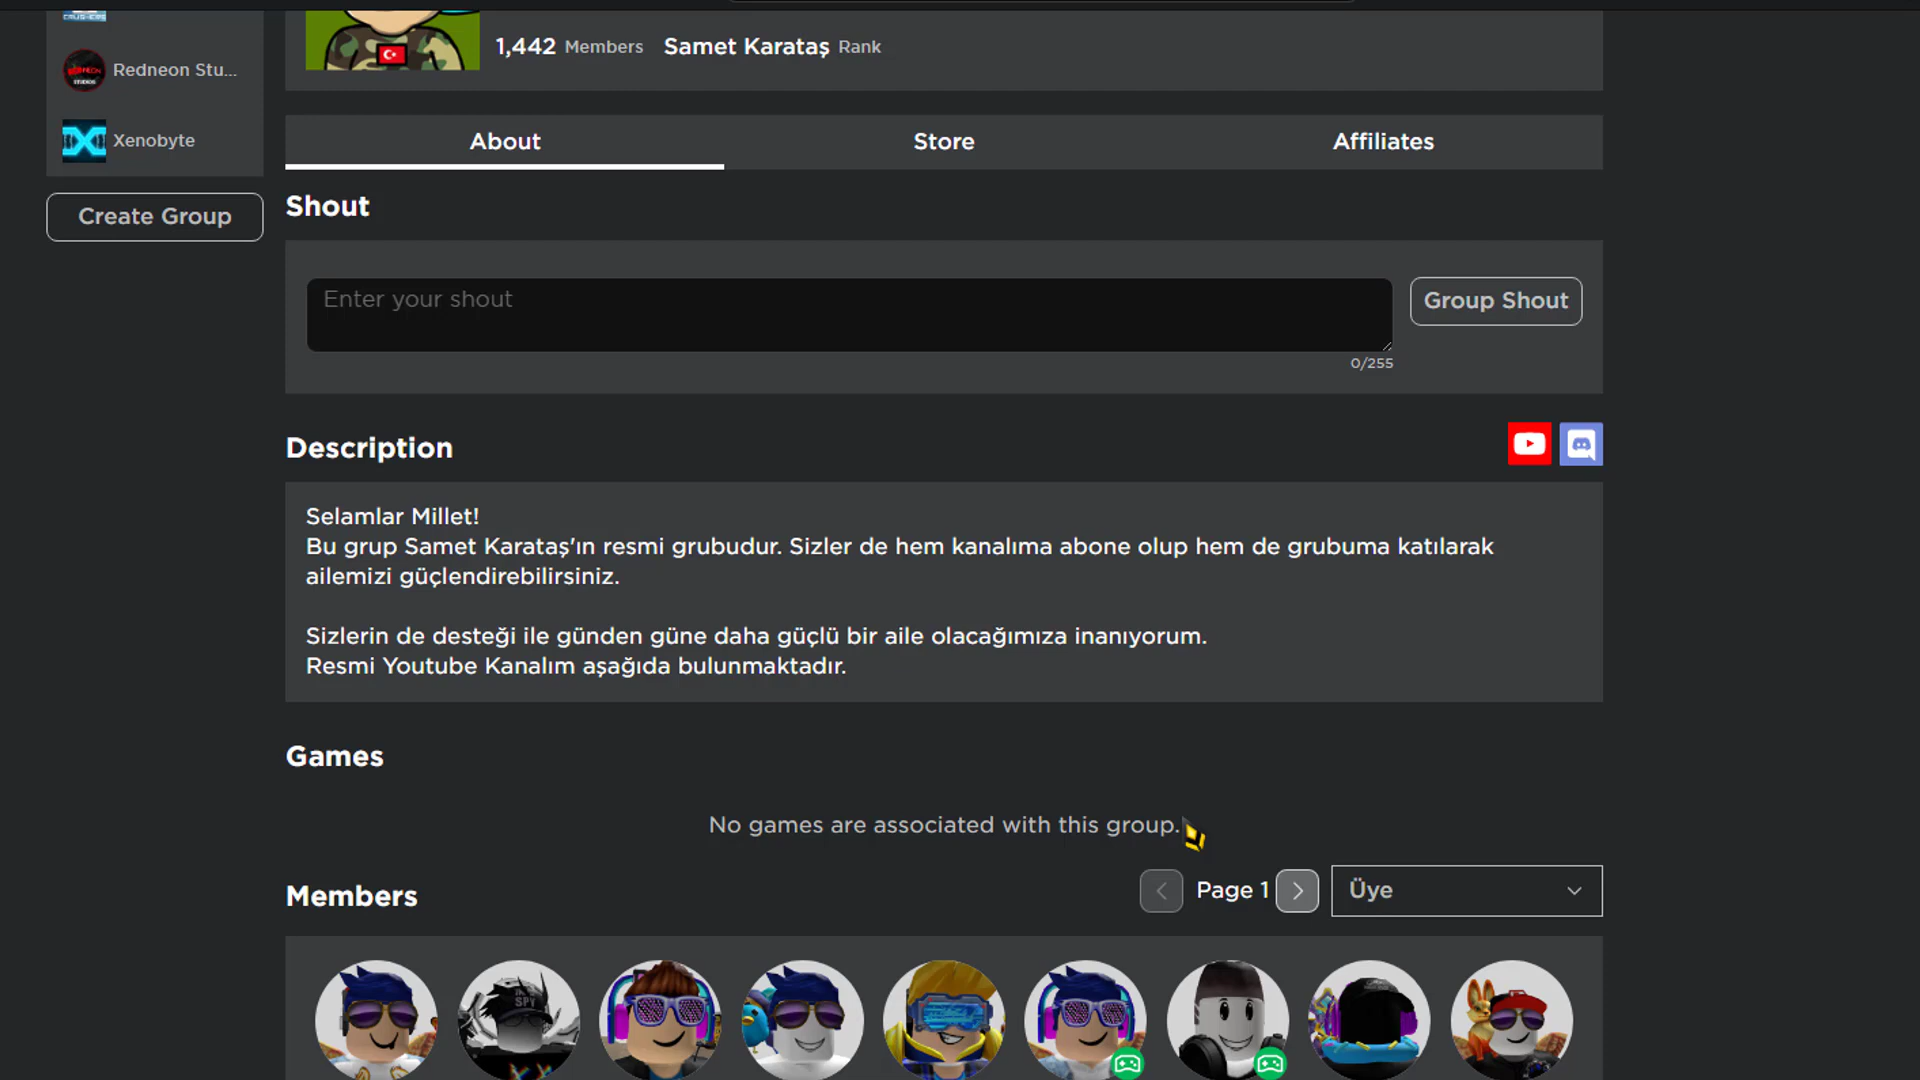 CRUSHERS
1,442 Members Samet Karataş Rank
REDNEON
STUDIOS
Redneon Stu...
Xenobyte
Create Group
About Store Affiliates
Shout
Enter your shout
Group Shout
0/255
Description
Selamlar Millet!
Bu grup Samet Karataş'ın resmi grubudur. Sizler de hem kanalıma abone olup hem de grubuma katılarak
ailemizi güçlendirebilirsiniz.
Sizlerin de desteği ile günden güne daha güçlü bir aile olacağımıza inanıyorum.
Resmi Youtube Kanalım aşağıda bulunmaktadır.
Games
No games are associated with this group.
Members
Page 1
Üye